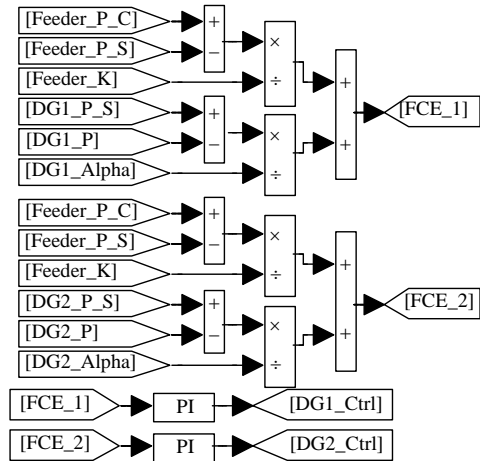 [Feeder_P_C]
+
[Feeder_P_S]
−
×
[Feeder_K]
÷
+
[DG1_P_S]
+
[FCE_1]
[DG1_P]
−
×
+
[DG1_Alpha]
÷
[Feeder_P_C]
+
[Feeder_P_S]
−
×
[Feeder_K]
÷
+
[DG2_P_S]
+
[FCE_2]
[DG2_P]
−
×
+
[DG2_Alpha]
÷
[FCE_1]
PI
[DG1_Ctrl]
[FCE_2]
PI
[DG2_Ctrl]